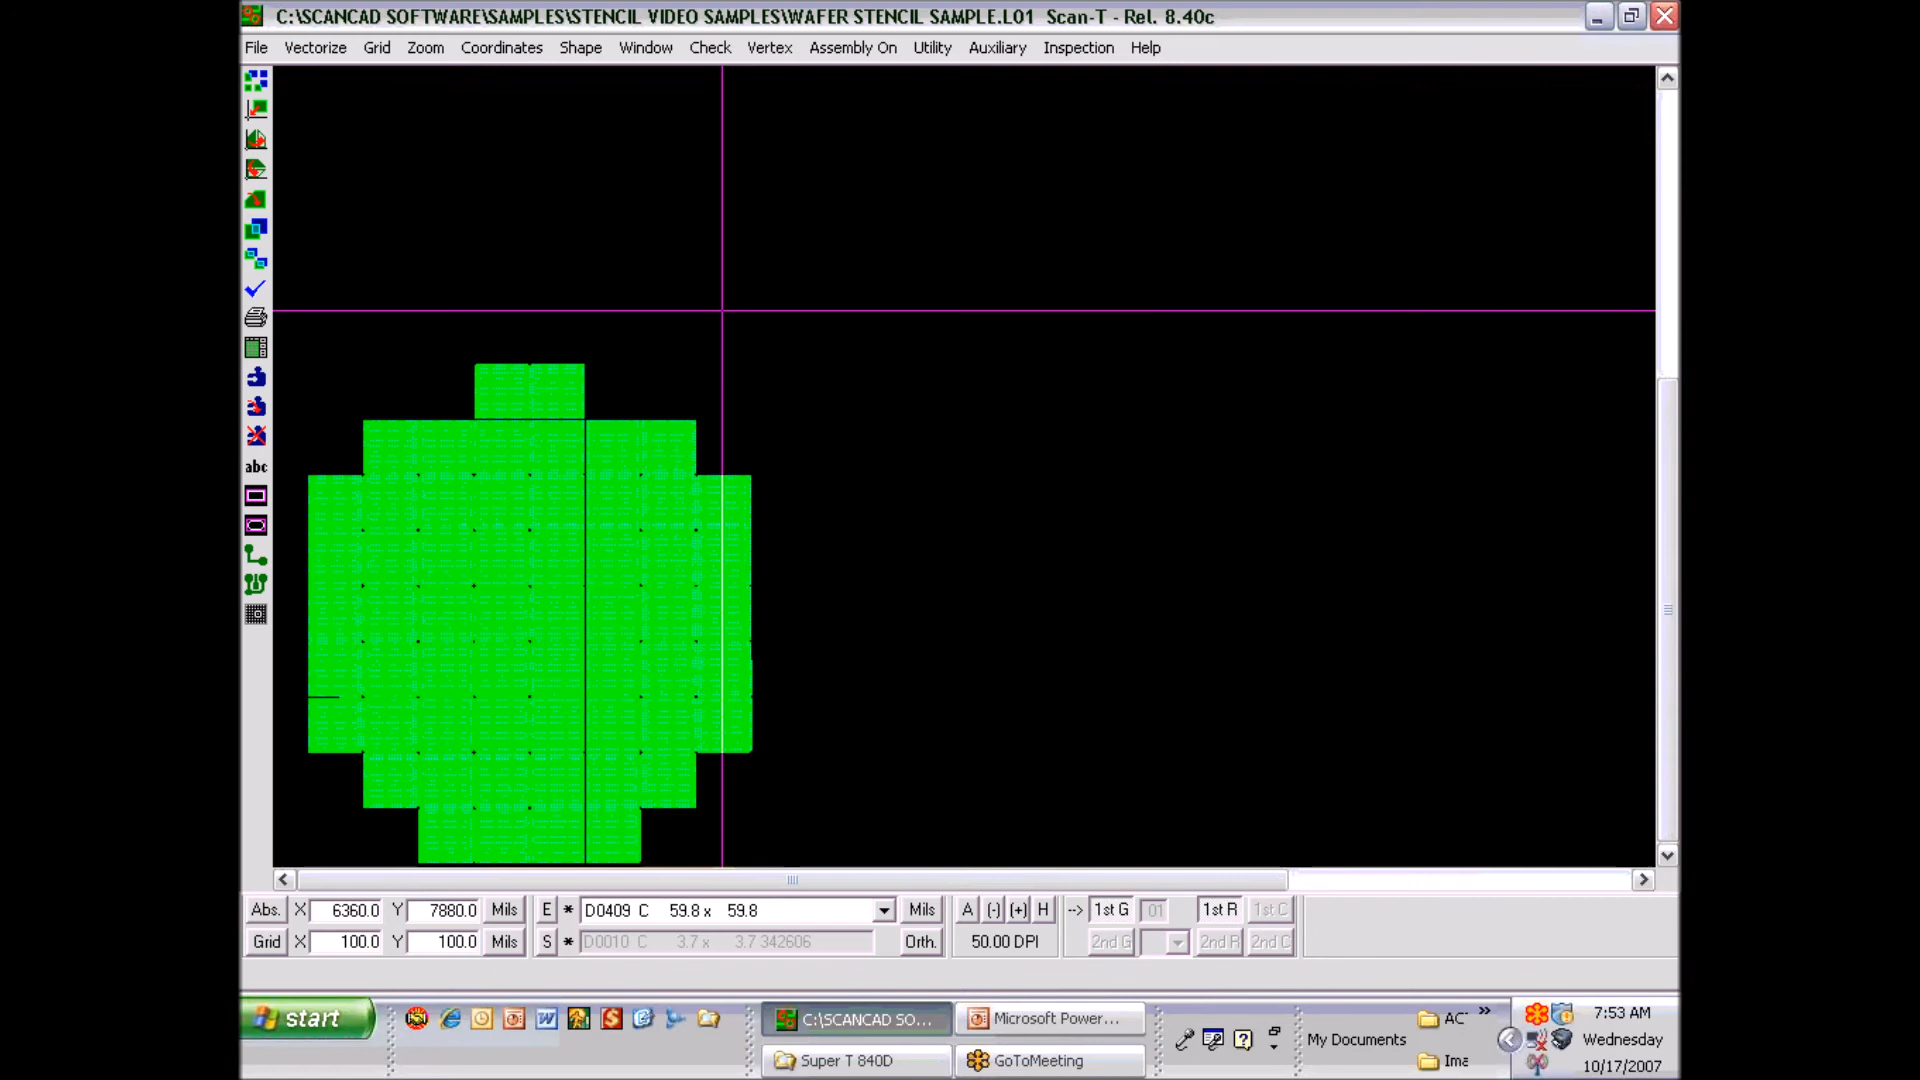 C:\SCANCAD SOFTWARE\SAMPLES\STENCIL VIDEO SAMPLES\WAFER STENCIL SAMPLE.L01 Scan-T - Rel. 8.40c
File Vectorize Grid Zoom Coordinates Shape Window Check Vertex Assembly On Utility Auxiliary Inspection Help
abc
Abs. X 6360.0 Y 7880.0 Mils E * D0409 C 59.8 x 59.8 Mils A (-) (+) H --> 1st G 01 1st R 1st C
Grid X 100.0 Y 100.0 Mils S * D0010 C 3.7 x 3.7 342606 Orth. 50.00 DPI 2nd G 2nd R 2nd C
start C:\SCANCAD SO... Microsoft Power... AC » 7:53 AM
My Documents Wednesday
Super T 840D GoToMeeting Ima 10/17/2007